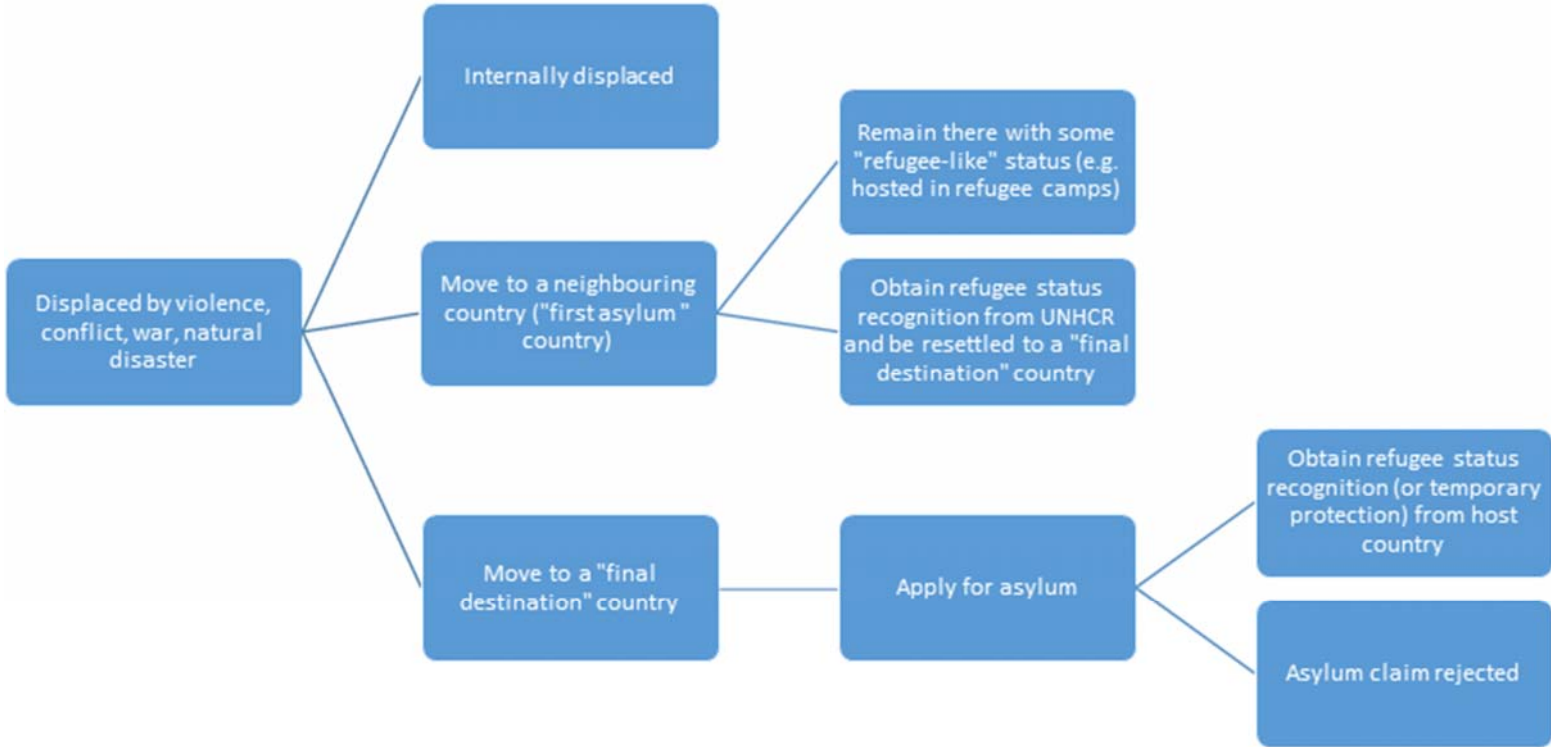 Displaced by violence,
conflict, war, natural
disaster
Internally displaced
Move to a neighbouring
country ("first asylum "
country)
Remain there with some
"refugee-like" status (e.g.
hosted in refugee camps)
Obtain refugee status
recognition from UNHCR
and be resettled to a "final
destination" country
Move to a "final
destination" country
Apply for asylum
Obtain refugee status
recognition (or temporary
protection) from host
country
Asylum claim rejected